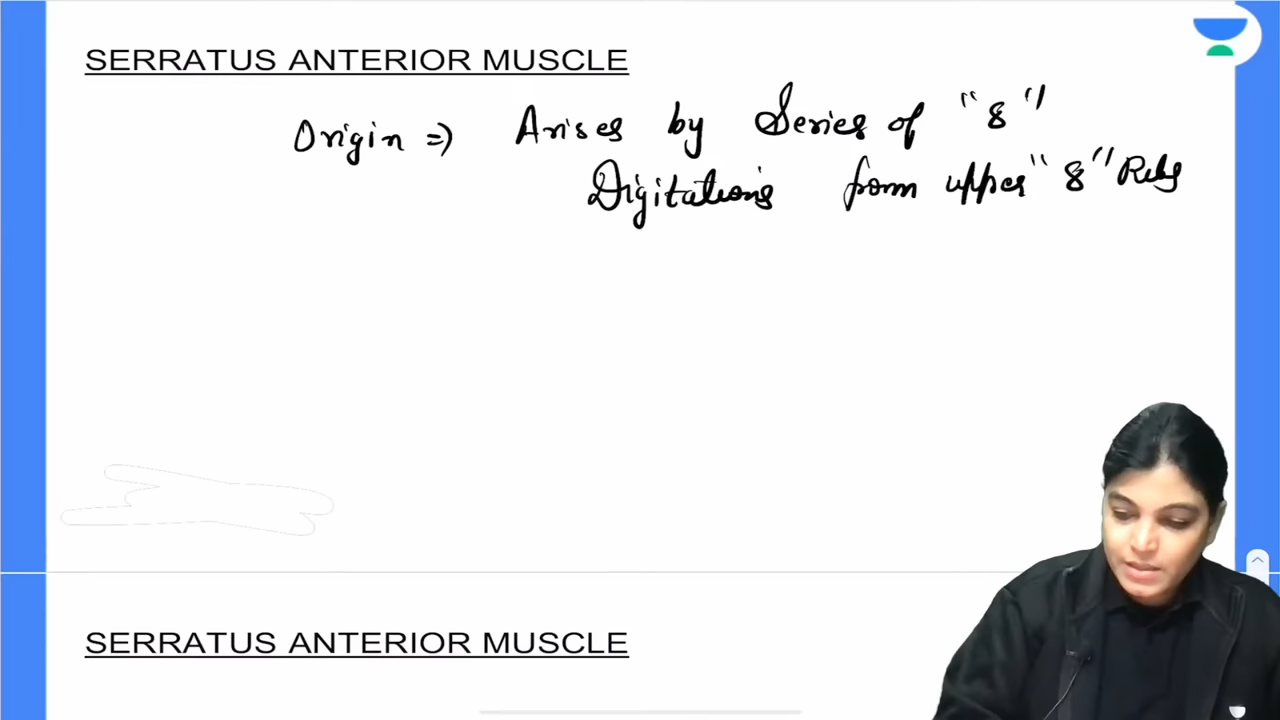 SERRATUS ANTERIOR MUSCLE
Origin ⇒ Arises by Series of "8"
Digitations from upper "8" Ribs
SERRATUS ANTERIOR MUSCLE